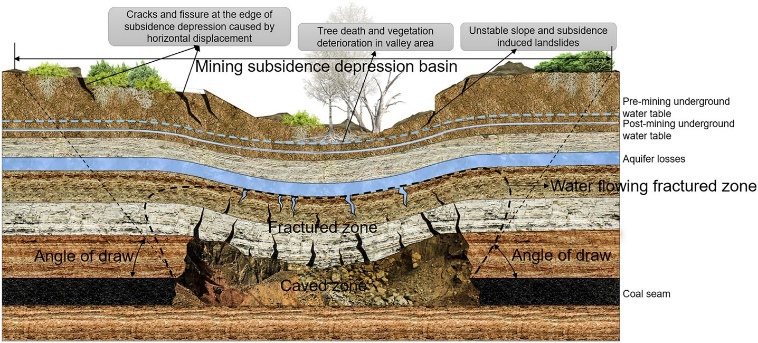 Cracks and fissure at the edge of
subsidence depression caused by
horizontal displacement
Tree death and vegetation
deterioration in valley area
Unstable slope and subsidence
induced landslides
Mining subsidence depression basin
Pre-mining underground
water table
Post-mining underground
water table
Aquifer losses
Water flowing fractured zone
Fractured zone
Angle of draw
Angle of draw
Caved zone
Coal seam